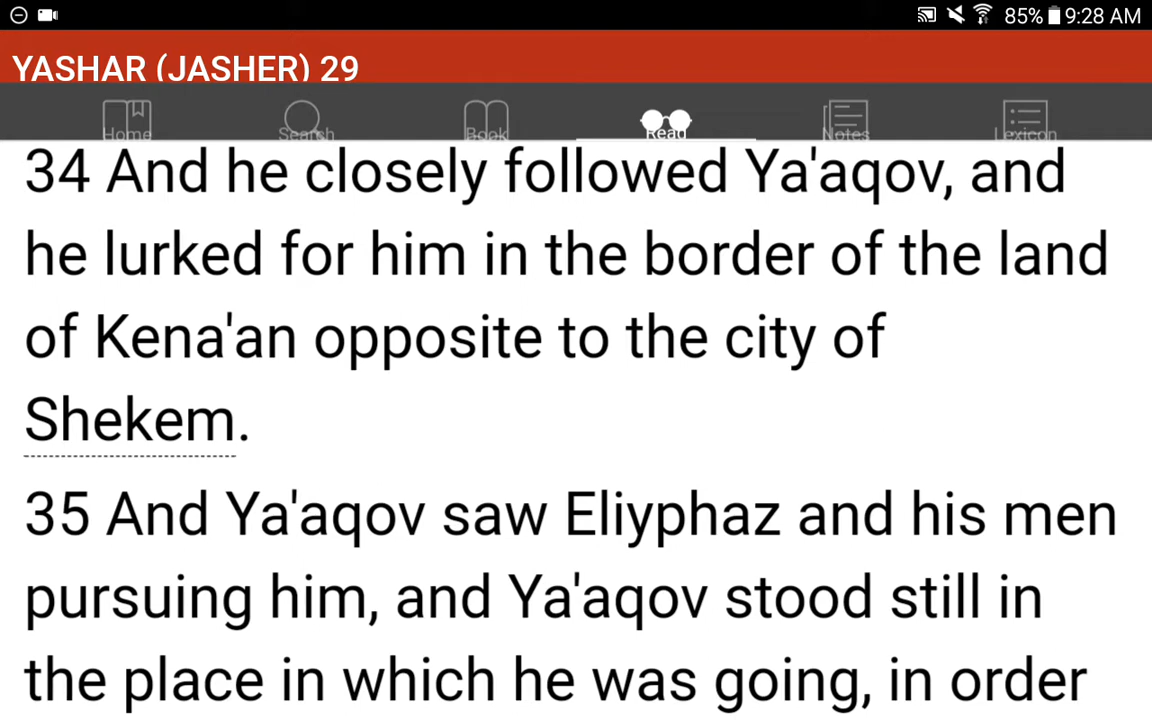 85% 9:28 AM
YASHAR (JASHER) 29
Home Search Book Read Notes Lexicon
34 And he closely followed Ya'aqov, and
he lurked for him in the border of the land
of Kena'an opposite to the city of
Shekem.
35 And Ya'aqov saw Eliyphaz and his men
pursuing him, and Ya'aqov stood still in
the place in which he was going, in order